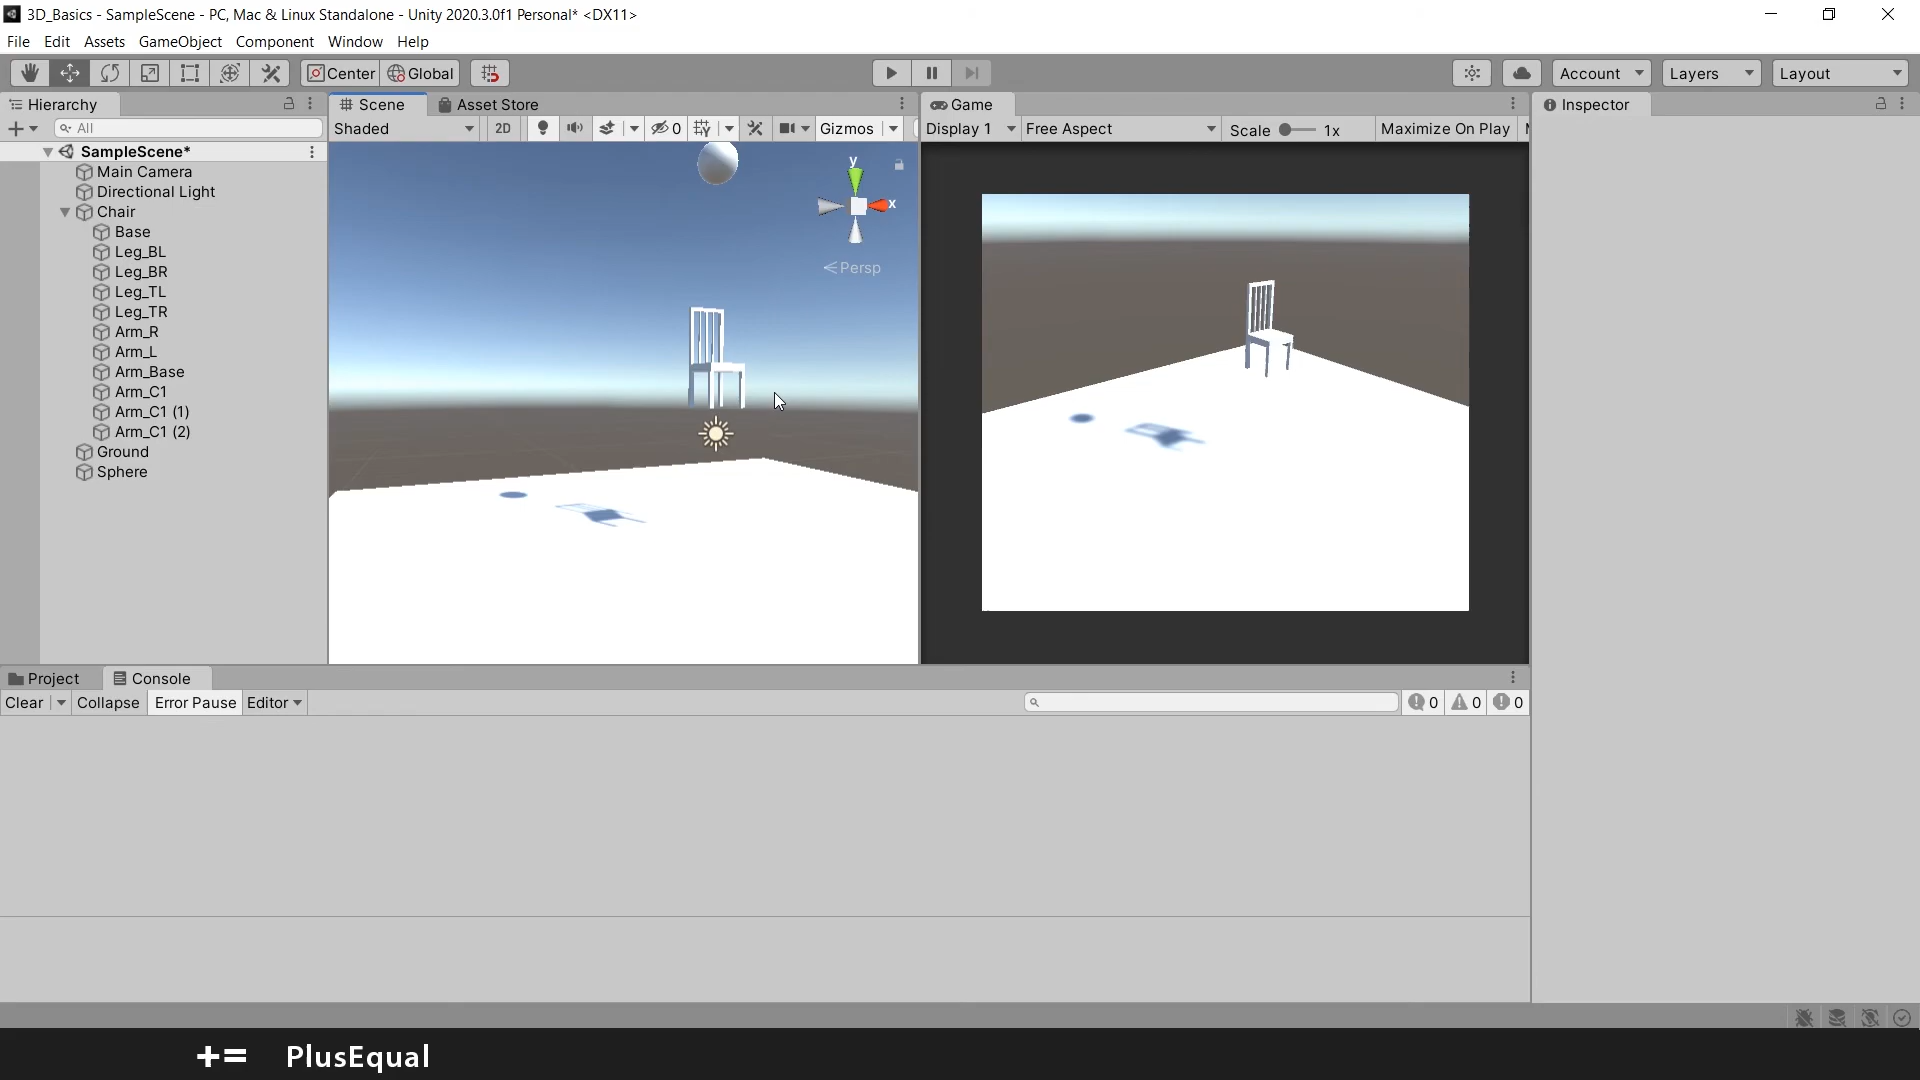 3D_Basics - SampleScene - PC, Mac & Linux Standalone - Unity 2020.3.0f1 Personal* <DX11>
File Edit Assets GameObject Component Window Help
Center Global Account Layers Layout
Hierarchy
All
SampleScene*
Main Camera
Directional Light
Chair
Base
Leg_BL
Leg_BR
Leg_TL
Leg_TR
Arm_R
Arm_L
Arm_Base
Arm_C1
Arm_C1 (1)
Arm_C1 (2)
Ground
Sphere
Scene Asset Store
Shaded 2D 0 Gizmos
y
x
Persp
Game
Display 1 Free Aspect Scale 1x Maximize On Play
Inspector
Project Console
Clear Collapse Error Pause Editor 0 0 0
+= PlusEqual